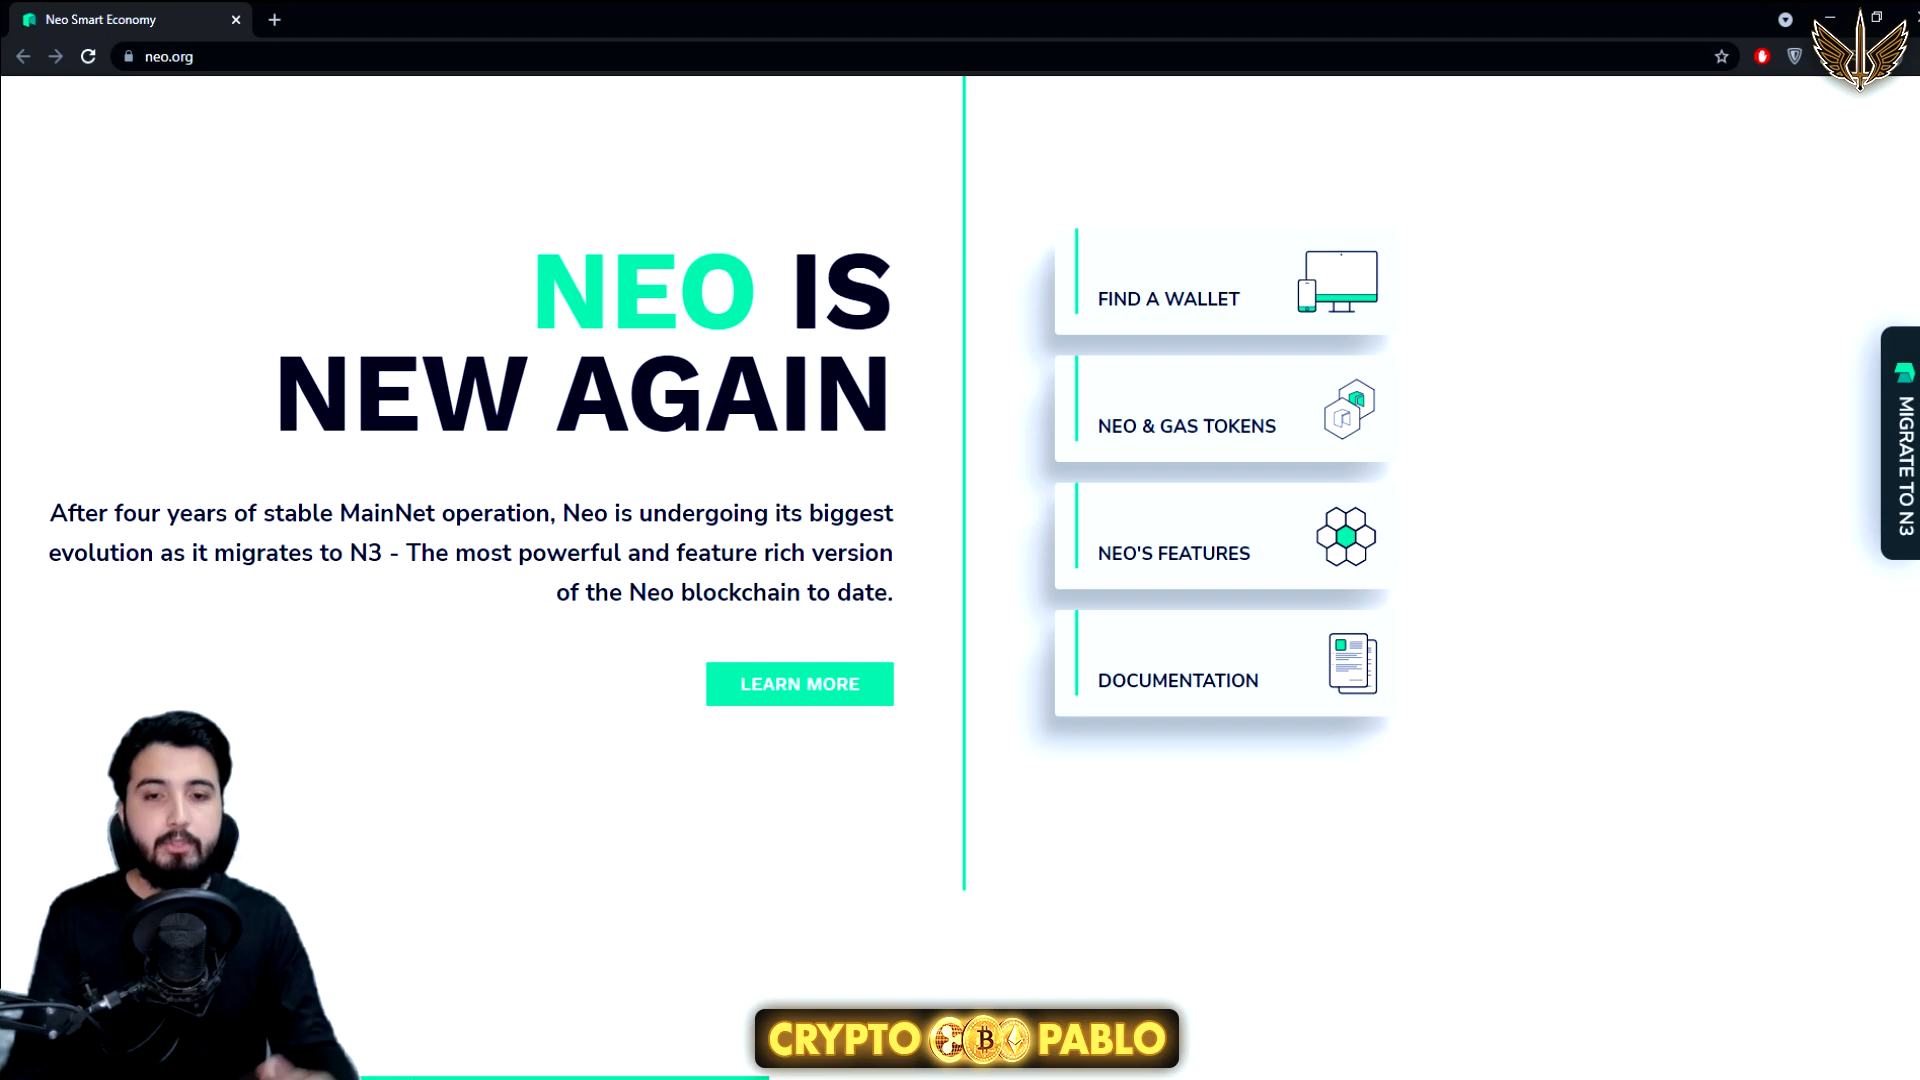 Neo Smart Economy
neo.org
NEO IS
NEW AGAIN
After four years of stable MainNet operation, Neo is undergoing its biggest
evolution as it migrates to N3 - The most powerful and feature rich version
of the Neo blockchain to date.
LEARN MORE
FIND A WALLET
NEO & GAS TOKENS
NEO'S FEATURES
DOCUMENTATION
MIGRATE TO N3
CRYPTO PABLO